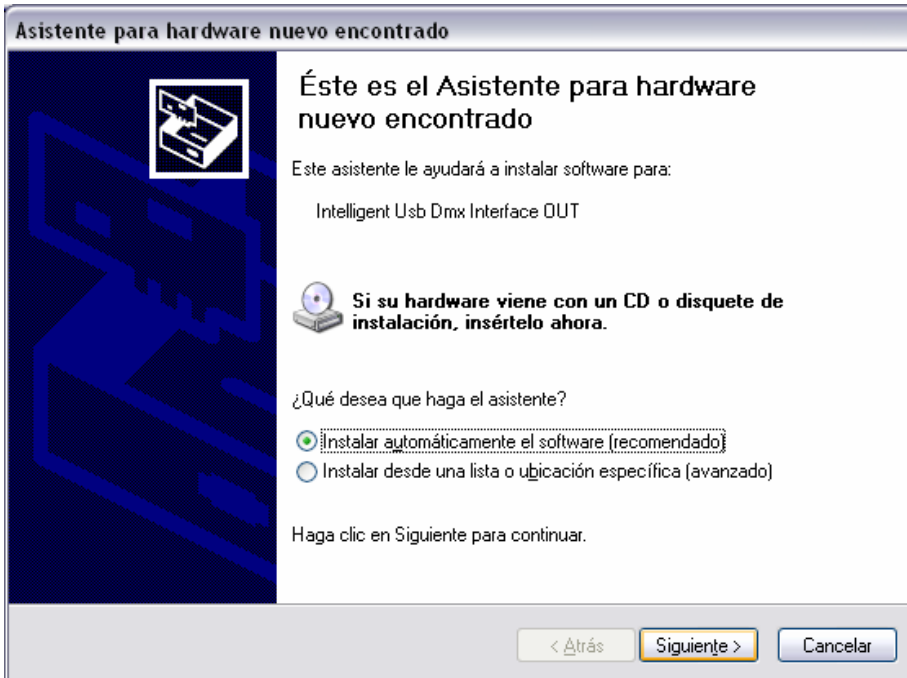 Asistente para hardware nuevo encontrado
Éste es el Asistente para hardware
nuevo encontrado
Este asistente le ayudará a instalar software para:
Intelligent Usb Dmx Interface OUT
Si su hardware viene con un CD o disquete de
instalación, insértelo ahora.
¿Qué desea que haga el asistente?
Instalar automáticamente el software (recomendado)
Instalar desde una lista o ubicación específica (avanzado)
Haga clic en Siguiente para continuar.
< Atrás
Siguiente >
Cancelar